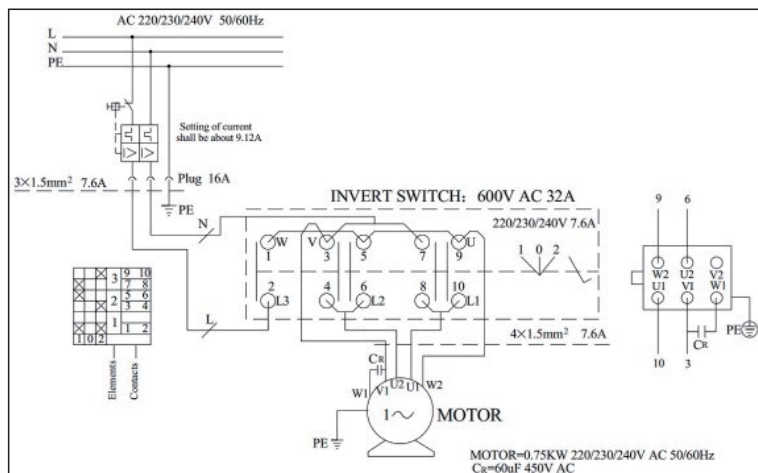 AC 220/230/240V 50/60Hz
L
N
PE
Setting of current
shall be about 9.12A
Plug 16A
3×1.5mm² 7.6A
PE
INVERT SWITCH: 600V AC 32A
N
220/230/240V 7.6A
W V U
1 3 5 7 9
1 0 2
2 4 6 8 10
L3 L2 L1
L
4×1.5mm² 7.6A
3 9 10
7 8
2 5 6
3 4
1 1 2
1 0 2
Elements
Contacts
CR
W1 V1 U2 U1 W2
1~
MOTOR
PE
9 6
W2 U2 V2
U1 V1 W1
PE
CR
10 3
MOTOR=0.75KW 220/230/240V AC 50/60Hz
CR=60uF 450V AC